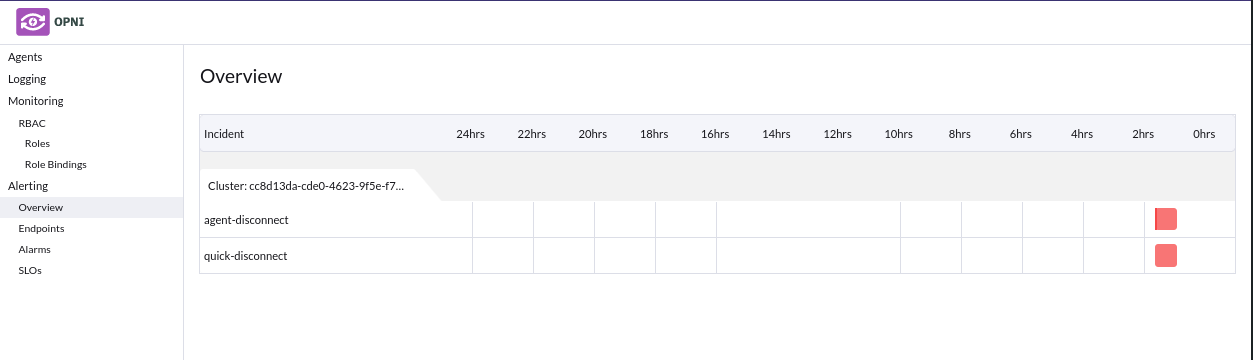 OPNI
Agents
Logging
Monitoring
RBAC
Roles
Role Bindings
Alerting
Overview
Endpoints
Alarms
SLOs
Overview
Incident 24hrs 22hrs 20hrs 18hrs 16hrs 14hrs 12hrs 10hrs 8hrs 6hrs 4hrs 2hrs 0hrs
Cluster: cc8d13da-cde0-4623-9f5e-f7...
agent-disconnect
quick-disconnect